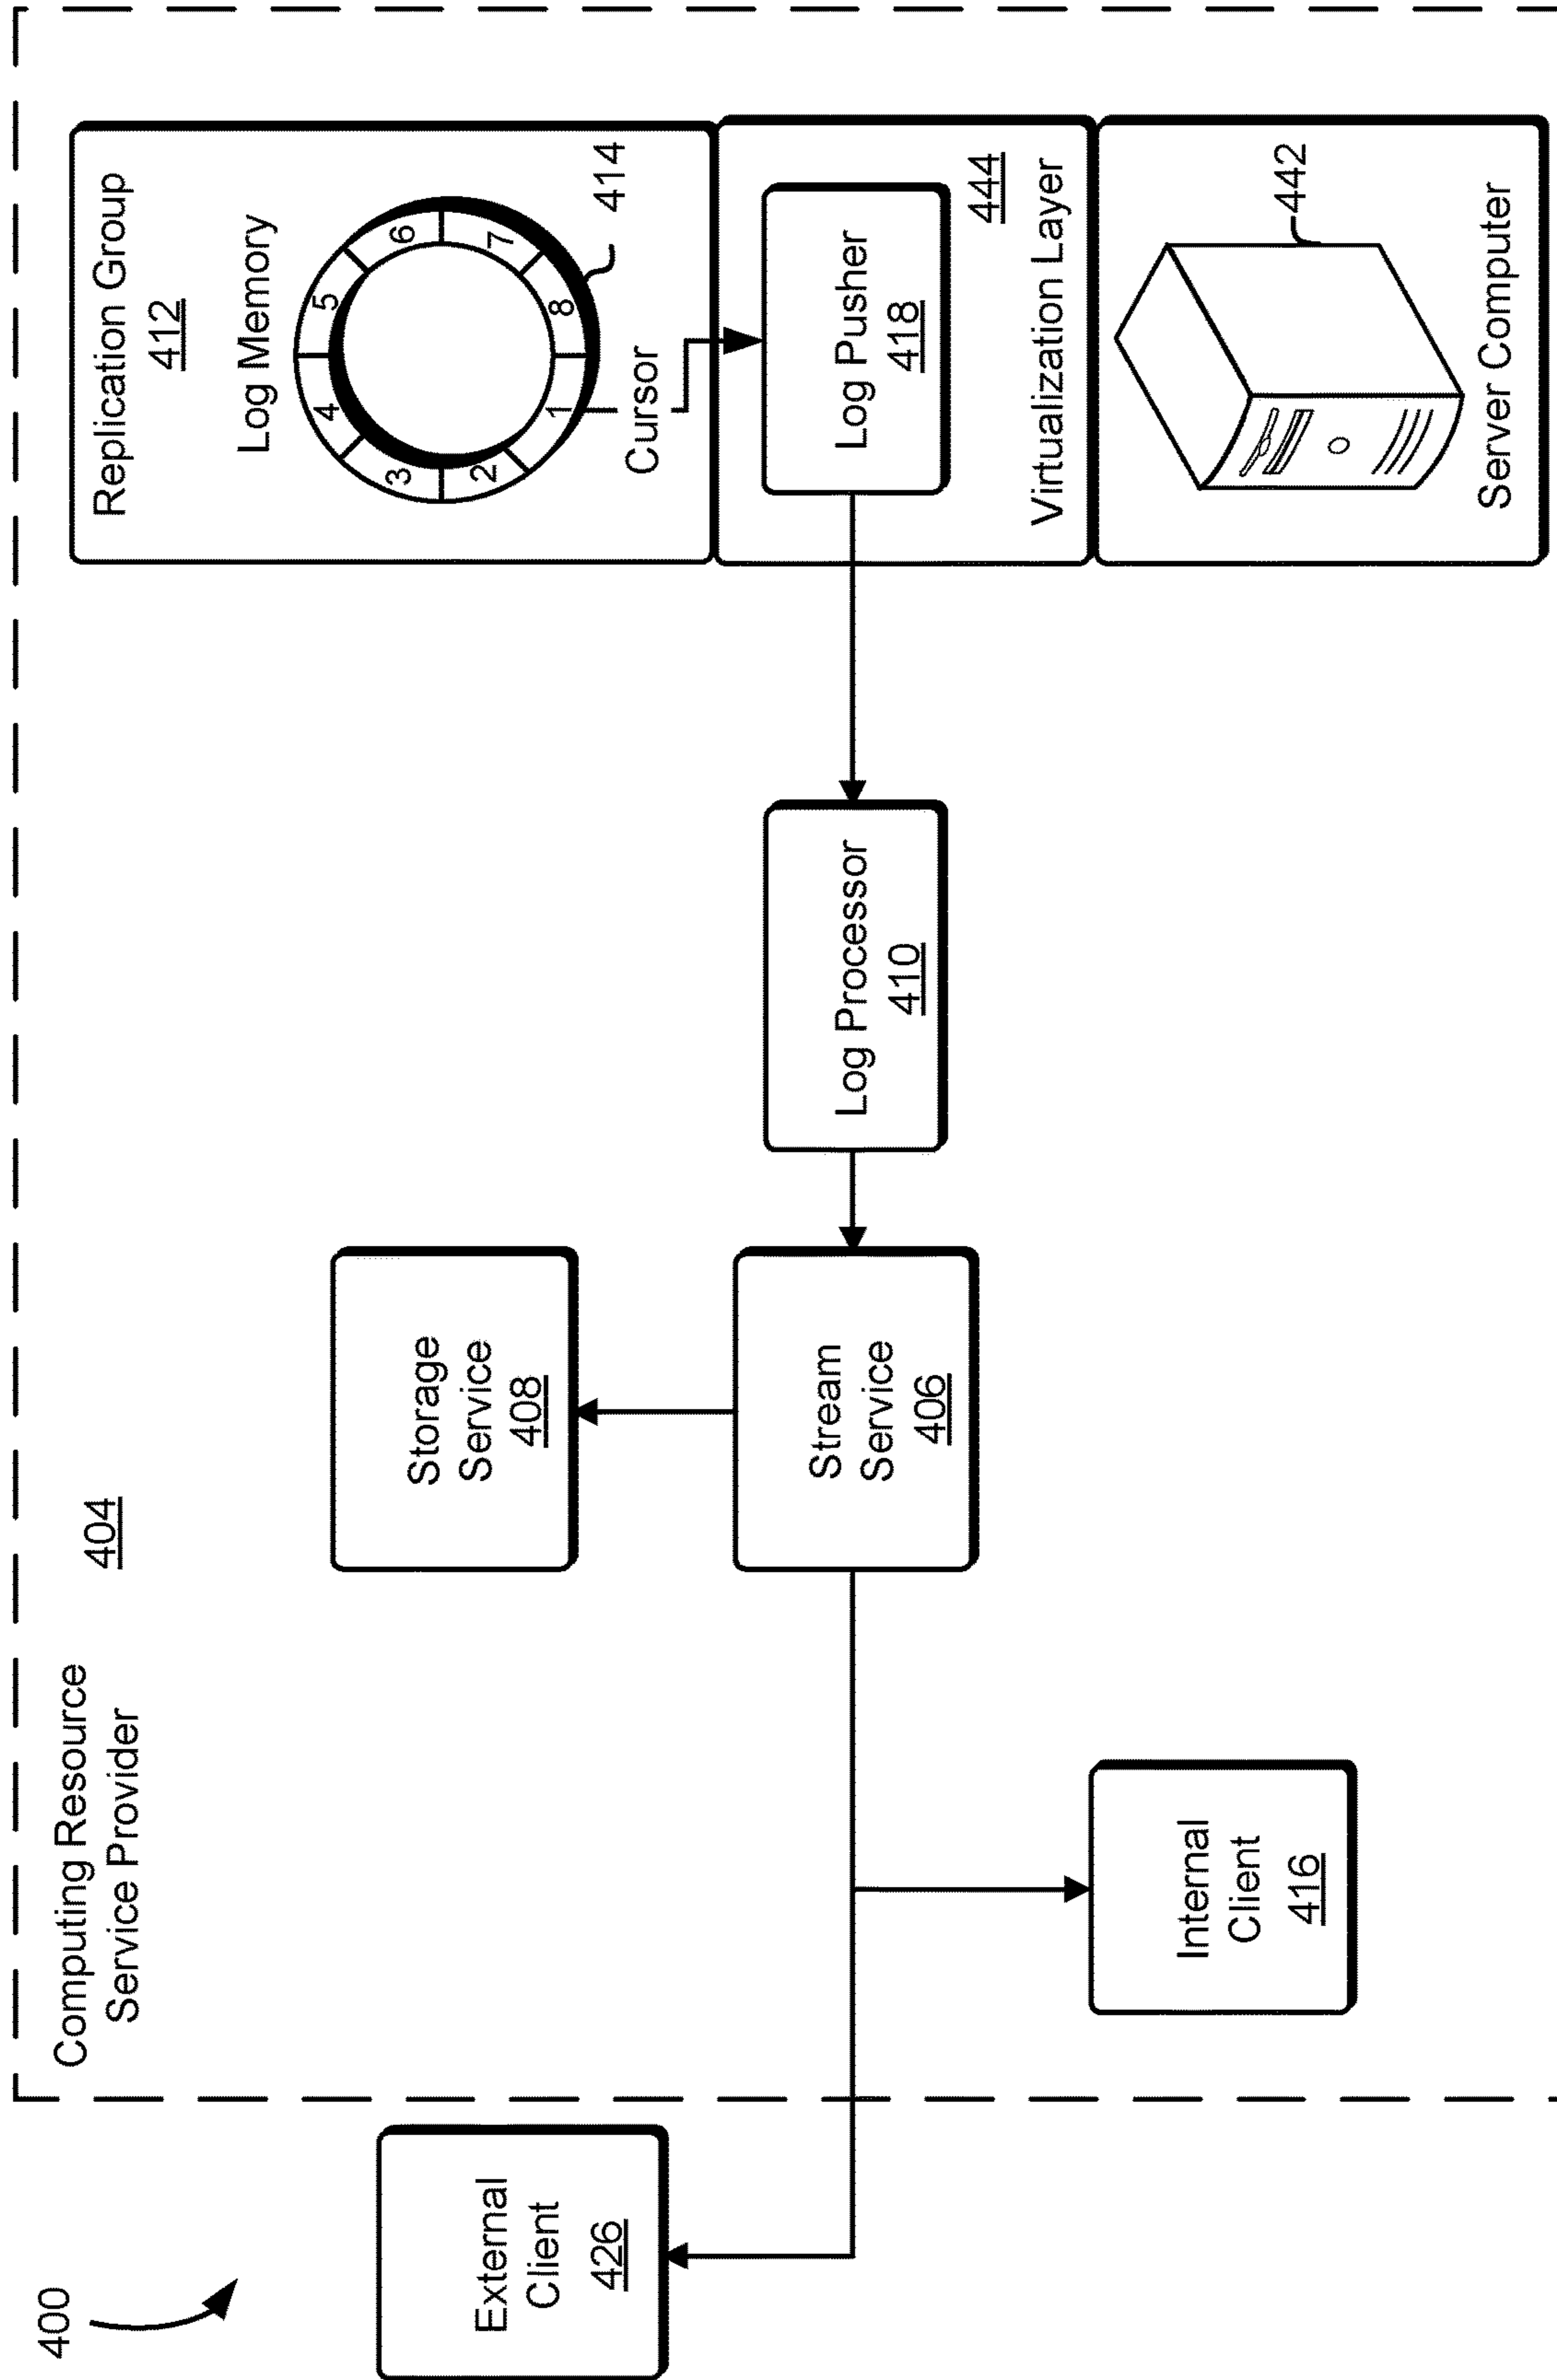 400
Computing Resource
Service Provider
404
External
Client
426
Internal
Client
416
Storage
Service
408
Stream
Service
406
Log Processor
410
Replication Group
412
Log Memory
1
2
3
4
5
6
7
8
414
Cursor
Log Pusher
418
444
Virtualization Layer
442
Server Computer